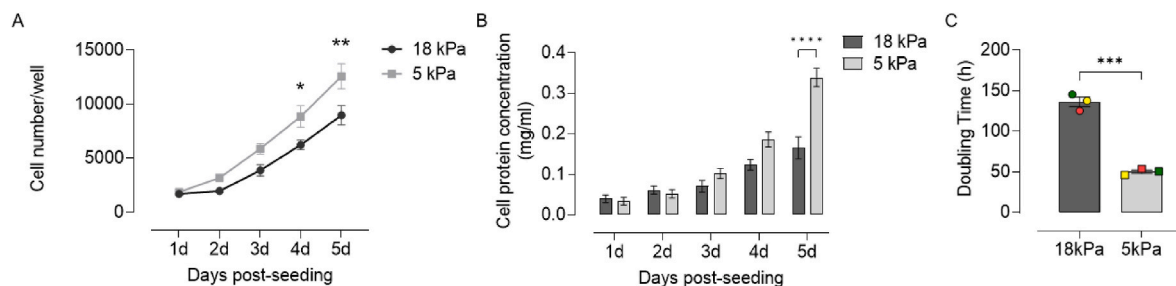 A
Cell number/well
15000
10000
5000
0
*
**
18 kPa
5 kPa
1d 2d 3d 4d 5d
Days post-seeding
B
Cell protein concentration
(mg/ml)
0.4
0.3
0.2
0.1
0.0
****
18 kPa
5 kPa
1d 2d 3d 4d 5d
Days post-seeding
C
Doubling Time (h)
200
150
100
50
0
***
18kPa 5kPa